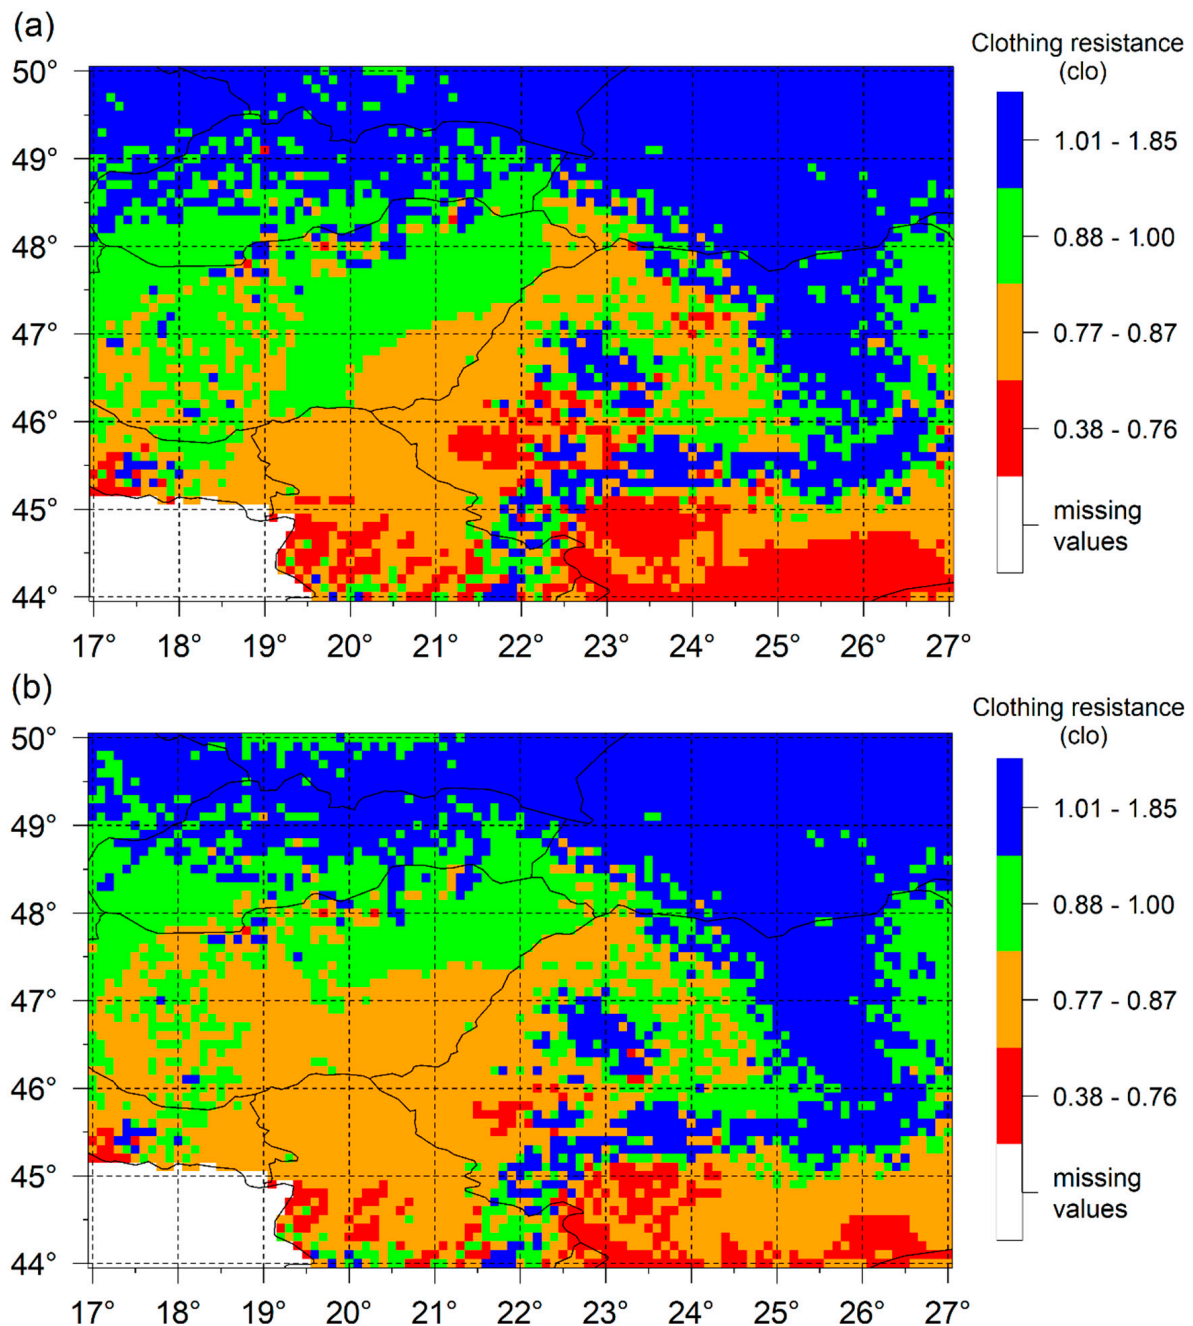 (a)
Clothing resistance
(clo)
50°
49°
48°
47°
46°
45°
44°
1.01 - 1.85
0.88 - 1.00
0.77 - 0.87
0.38 - 0.76
missing
values
17° 18° 19° 20° 21° 22° 23° 24° 25° 26° 27°
(b)
Clothing resistance
(clo)
50°
49°
48°
47°
46°
45°
44°
1.01 - 1.85
0.88 - 1.00
0.77 - 0.87
0.38 - 0.76
missing
values
17° 18° 19° 20° 21° 22° 23° 24° 25° 26° 27°